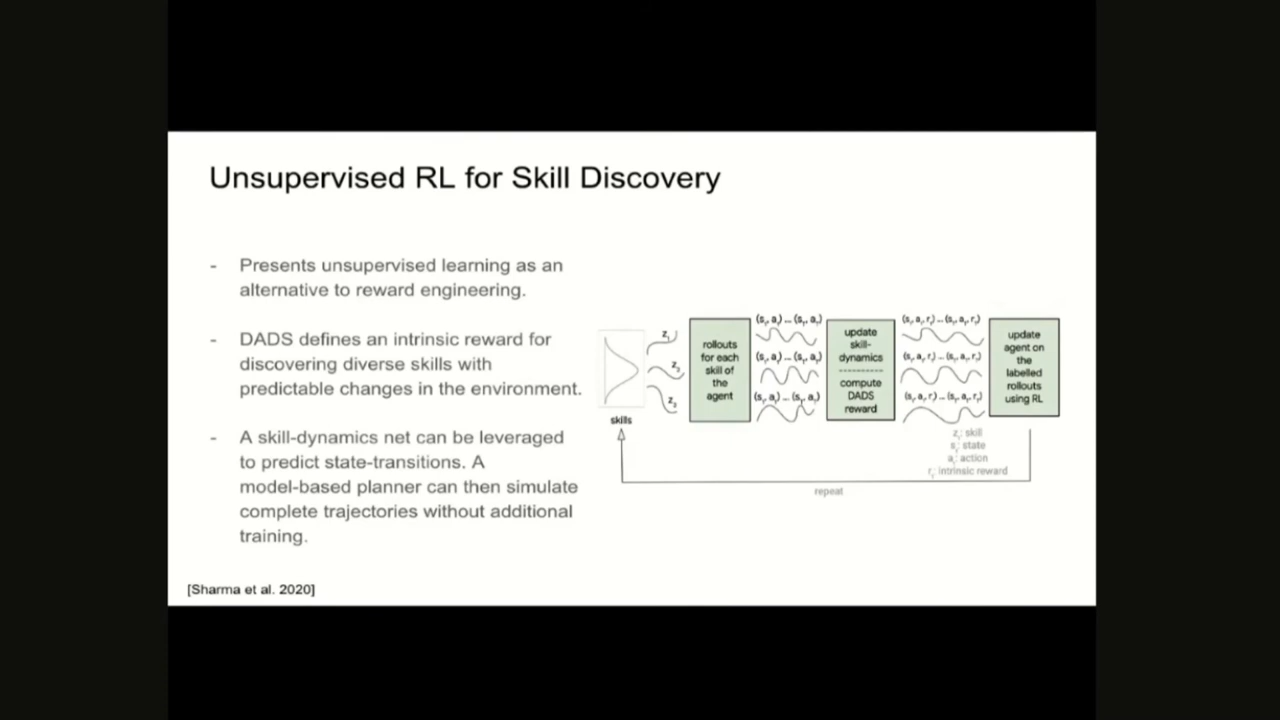 Unsupervised RL for Skill Discovery
- Presents unsupervised learning as an
alternative to reward engineering.
- DADS defines an intrinsic reward for
discovering diverse skills with
predictable changes in the environment.
- A skill-dynamics net can be leveraged
to predict state-transitions. A
model-based planner can then simulate
complete trajectories without additional
training.
[Sharma et al. 2020]
skills
z₁
z₂
z₃
rollouts
for each
skill of
the
agent
update
skill-
dynamics
compute
DADS
reward
update
agent on
the
labelled
rollouts
using RL
: skill
: state
: action
: intrinsic reward
repeat